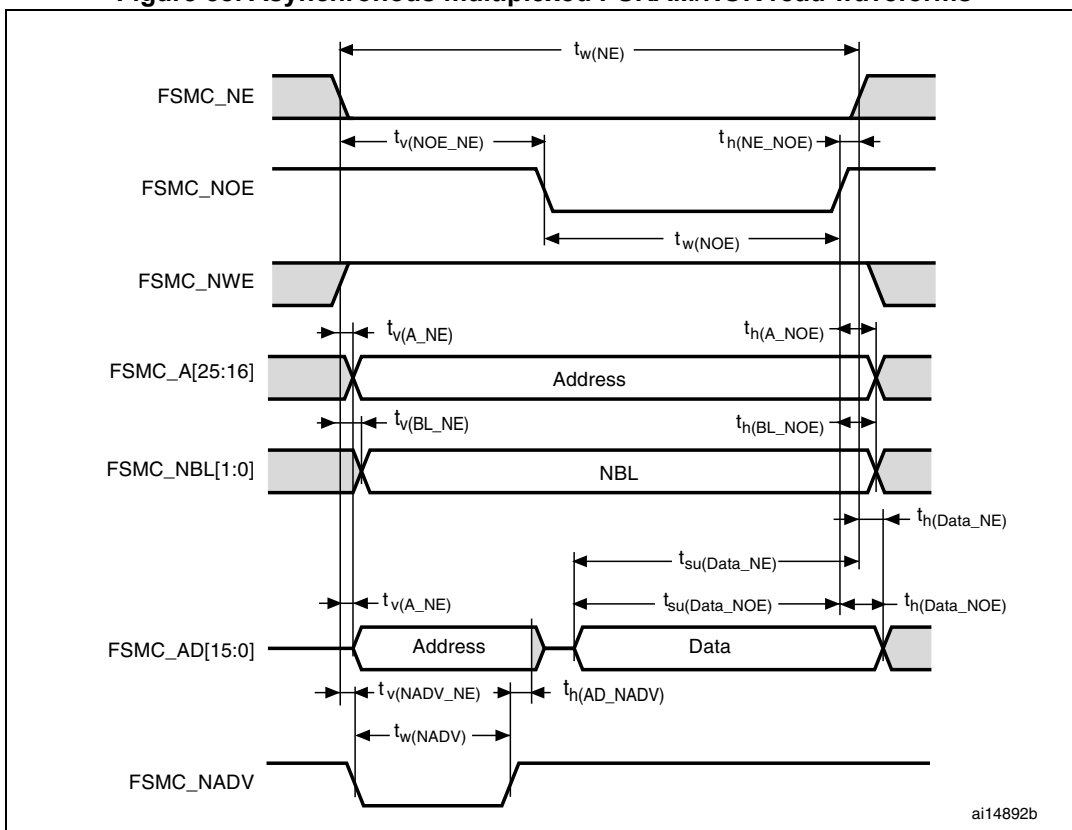 Figure Asynchronous multiplexed PSRAM/NOR read waveforms
tw(NE)
FSMC_NE
tv(NOE_NE)
th(NE_NOE)
FSMC_NOE
tw(NOE)
FSMC_NWE
tv(A_NE)
th(A_NOE)
FSMC_A[25:16]
Address
tv(BL_NE)
th(BL_NOE)
FSMC_NBL[1:0]
NBL
th(Data_NE)
tsu(Data_NE)
tv(A_NE)
tsu(Data_NOE)
th(Data_NOE)
FSMC_AD[15:0]
Address
Data
tv(NADV_NE)
th(AD_NADV)
tw(NADV)
FSMC_NADV
ai14892b